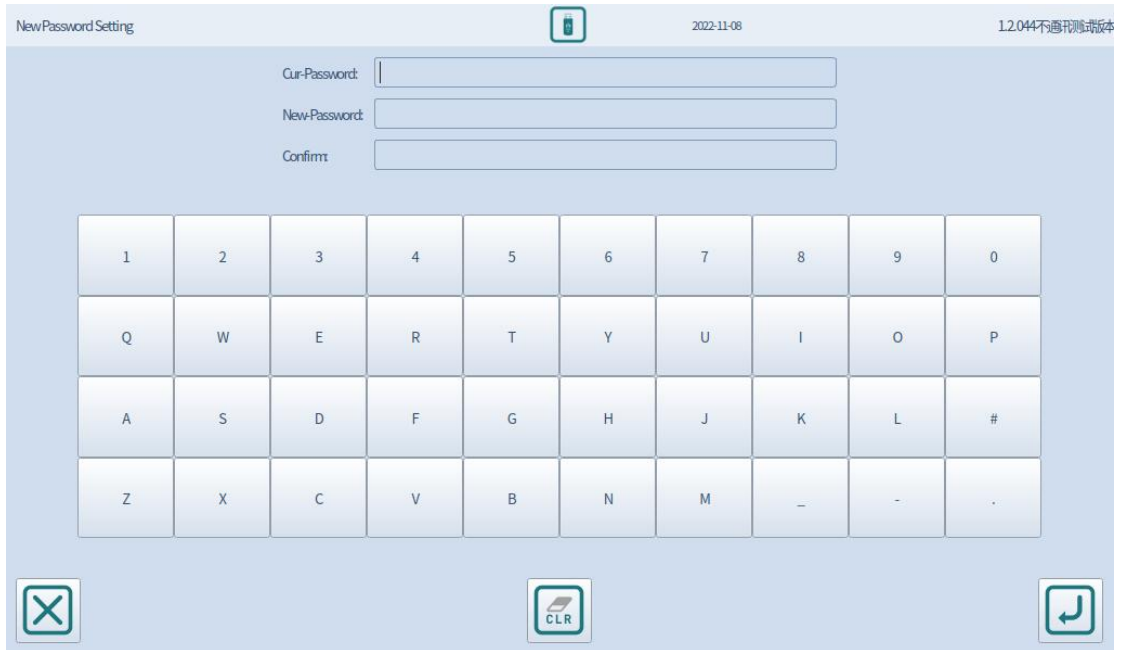 New Password Setting 2022-11-08 1.2.044不通讯测试版本
Cur-Password:
New-Password:
Confirm:
1 2 3 4 5 6 7 8 9 0
Q W E R T Y U I O P
A S D F G H J K L #
Z X C V B N M _ - .
CLR